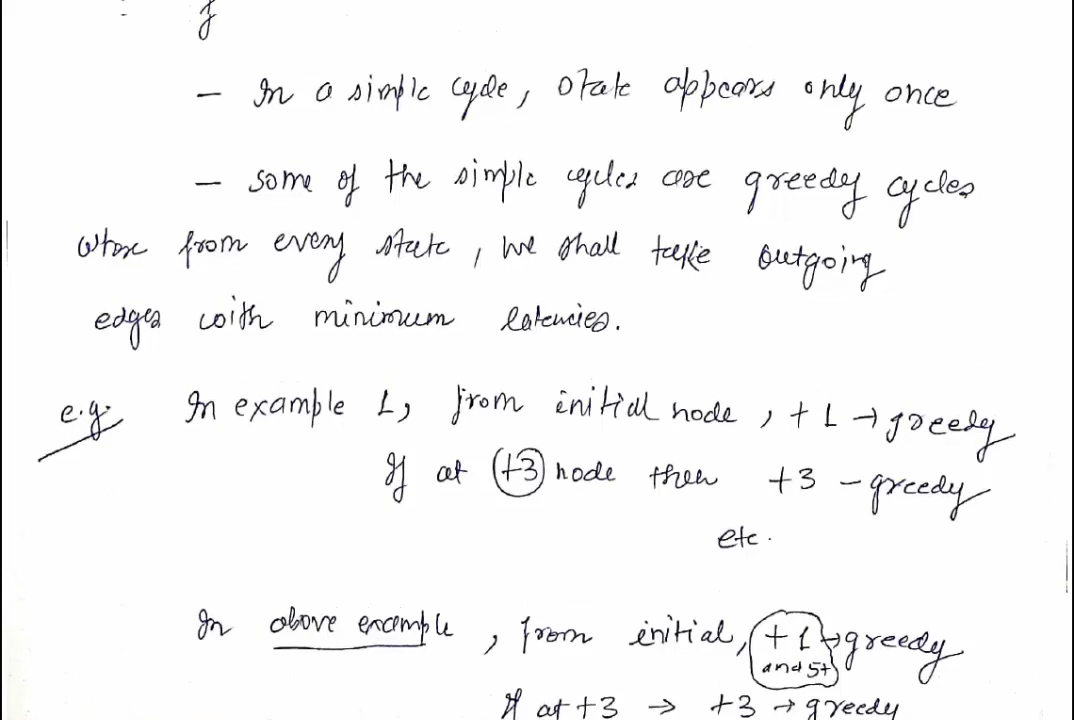 - In a simple cycle, state appears only once
- some of the simple cycles are greedy cycles
where from every state, we shall take outgoing
edges with minimum latencies.
e.g. In example 1, from initial node, +1 → greedy
If at +3 node then +3 - greedy
etc.
In above example, from initial, +1 → greedy
and 5+
If at +3 → +3 → greedy